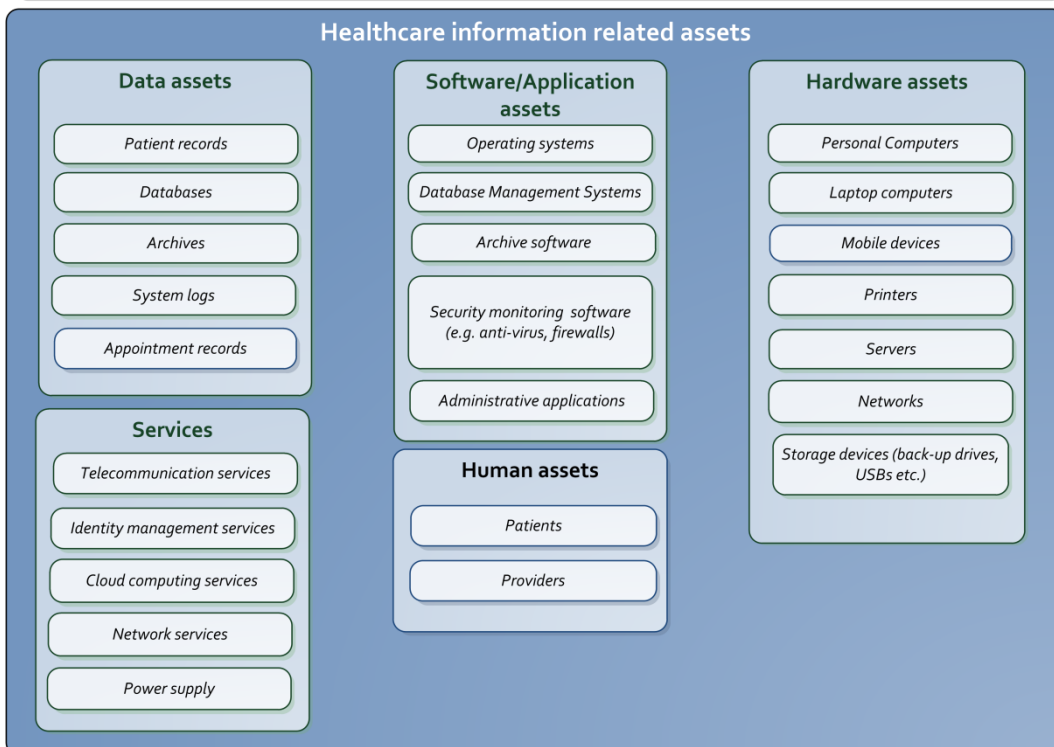 Healthcare information related assets
Data assets
Patient records
Databases
Archives
System logs
Appointment records
Services
Telecommunication services
Identity management services
Cloud computing services
Network services
Power supply
Software/Application
assets
Operating systems
Database Management Systems
Archive software
Security monitoring software
(e.g. anti-virus, firewalls)
Administrative applications
Human assets
Patients
Providers
Hardware assets
Personal Computers
Laptop computers
Mobile devices
Printers
Servers
Networks
Storage devices (back-up drives,
USBs etc.)